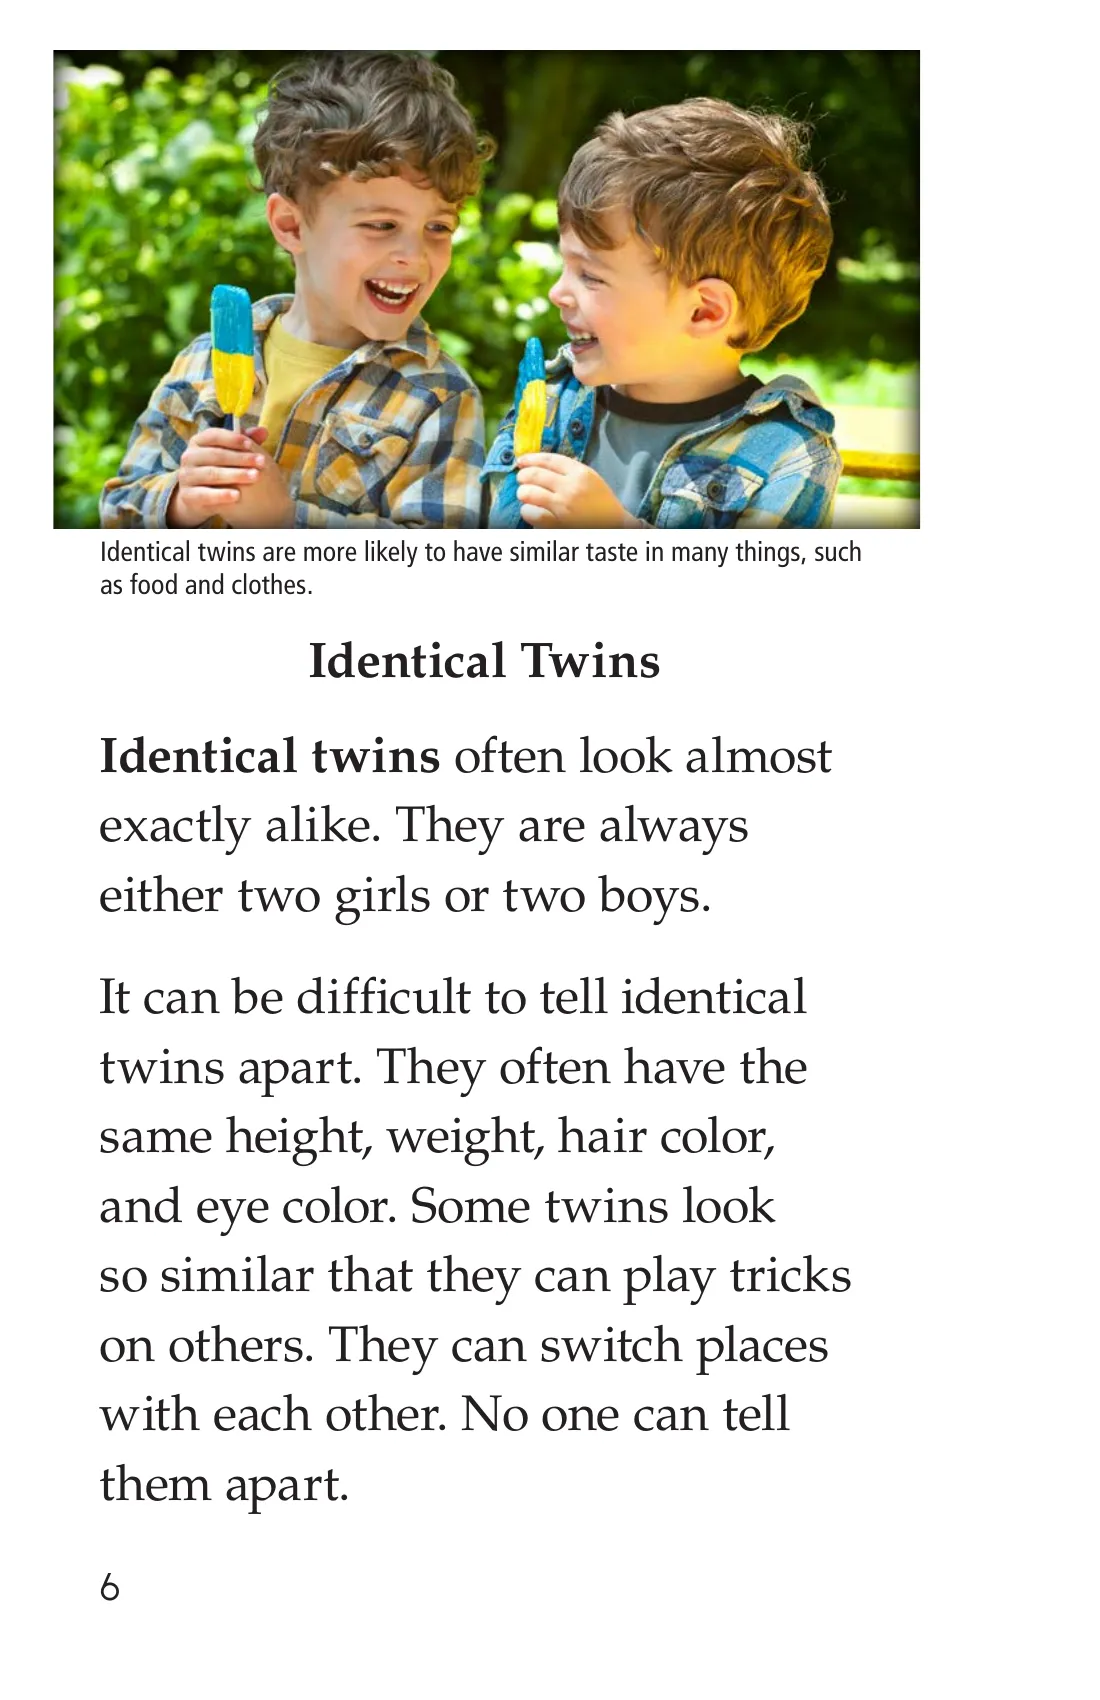 Identical twins are more likely to have similar taste in many things, such
as food and clothes.
Identical Twins
Identical twins often look almost
exactly alike. They are always
either two girls or two boys.
It can be difficult to tell identical
twins apart. They often have the
same height, weight, hair color,
and eye color. Some twins look
so similar that they can play tricks
on others. They can switch places
with each other. No one can tell
them apart.
6